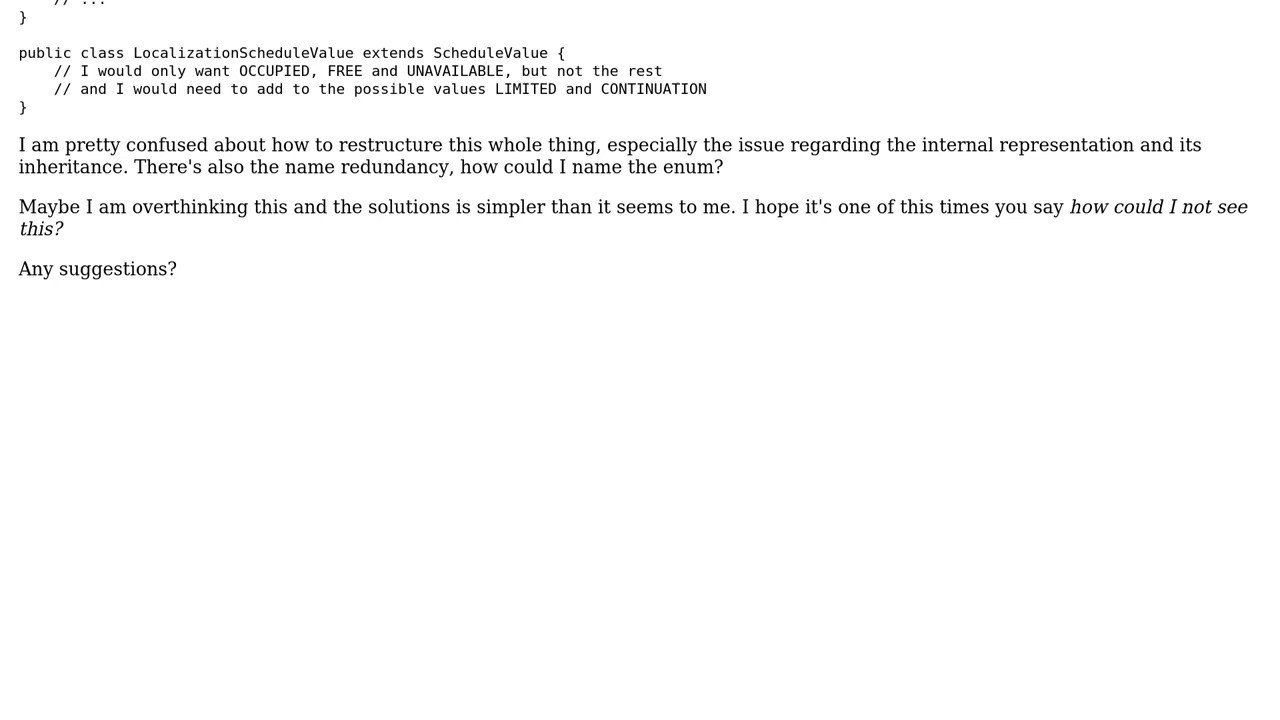 // ...
}
public class LocalizationScheduleValue extends ScheduleValue {
// I would only want OCCUPIED, FREE and UNAVAILABLE, but not the rest
// and I would need to add to the possible values LIMITED and CONTINUATION
}
I am pretty confused about how to restructure this whole thing, especially the issue regarding the internal representation and its
inheritance. There's also the name redundancy, how could I name the enum?
Maybe I am overthinking this and the solutions is simpler than it seems to me. I hope it's one of this times you say how could I not see
this?
Any suggestions?